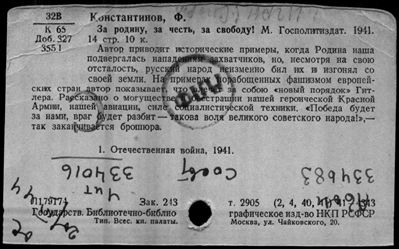 32В
Константинов, Ф.
К 65
За родину, за честь, за свободу! М. Госполитиздат. 1941.
Доб. 327
14 стр. 10 к.
3551
Автор приводит исторические примеры, когда Родина наша
подвергалась нападению захватчиков, но, несмотря на свою
отсталость, русский народ неизменно бил их и изгонял со
своей земли. На примерах порабощенных фашизмом европей-
ских стран автор показывает что собою «новый порядок» Гит-
лера. Рассказано о могуществе нашей героической Красной
Армии, нашей авиации, силе социалистической техники. «Победа будет
за нами, враг будет разбит—такова воля великого советского народа!»,—
так заканчивается брошюра.
1. Отечественная война, 1941.
334016
4 чит
334683
П179177
Зак. 243
т. 2905 (2, 4, 40,
Государств. Библиотечно-библио
графическое изд-во НКП РСФСР
Тип. Всес. кн. палаты.
Москва, ул. Чайковского, 20.